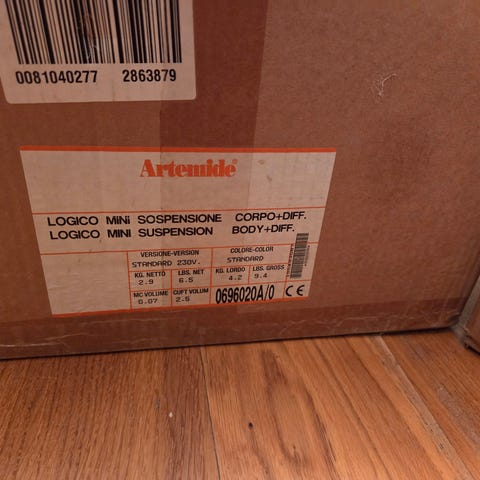 0081040277 2863879
Artemide®
LOGICO MiNi SOSPENSIONE CORPO+DIFF.
LOGICO MINI SUSPENSION BODY+DIFF.
VERSIONE-VERSION COLORE-COLOR
STANDARD 230V. STANDARD
KG. NETTO LBS. NET KG. LORDO LBS. GROSS
2.9 6.5 4.2 9.4
MC VOLUME CUFT VOLUM
0.07 2.5 0696020A/0 CE